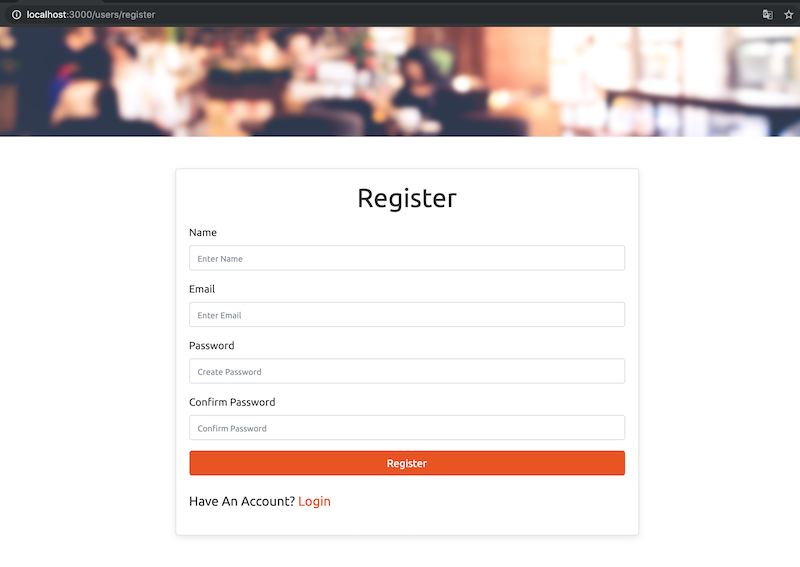 localhost:3000/users/register
Register
Name
Enter Name
Email
Enter Email
Password
Create Password
Confirm Password
Confirm Password
Register
Have An Account? Login